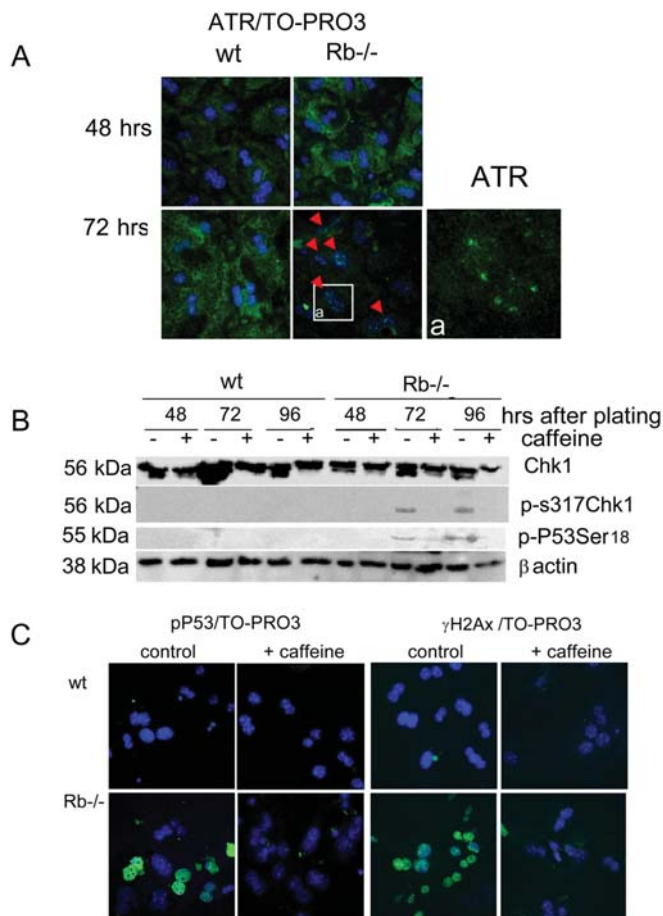 ATR/TO-PRO3
A
wt Rb-/-
48 hrs
ATR
72 hrs
a
a
wt Rb-/-
B
48 72 96 48 72 96 hrs after plating
- + - + - + - + - + - + caffeine
56 kDa Chk1
56 kDa p-s317Chk1
55 kDa p-P53Ser18
38 kDa β actin
C
pP53/TO-PRO3 γH2Ax /TO-PRO3
control + caffeine control + caffeine
wt
Rb-/-